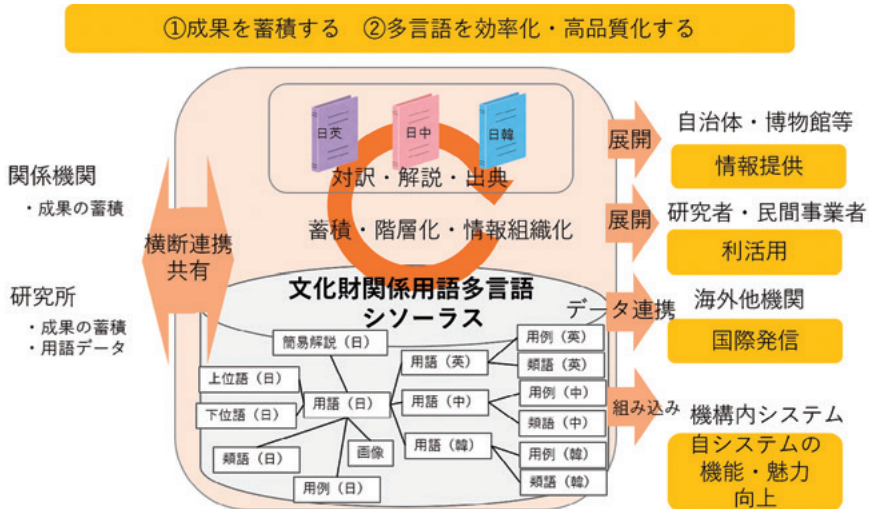 ①成果を蓄積する ②多言語を効率化・高品質化する
日英
日中
日韓
対訳・解説・出典
蓄積・階層化・情報組織化
関係機関
・成果の蓄積
横断連携
共有
研究所
・成果の蓄積
・用語データ
文化財関係用語多言語
シソーラス
簡易解説（日）
上位語（日）
下位語（日）
用語（日）
類語（日）
画像
用例（日）
用語（英）
用語（中）
用語（韓）
用例（英）
類語（英）
用例（中）
類語（中）
用例（韓）
類語（韓）
展開
自治体・博物館等
情報提供
展開
研究者・民間事業者
利活用
データ連携
海外他機関
国際発信
組み込み
機構内システム
自システムの
機能・魅力
向上